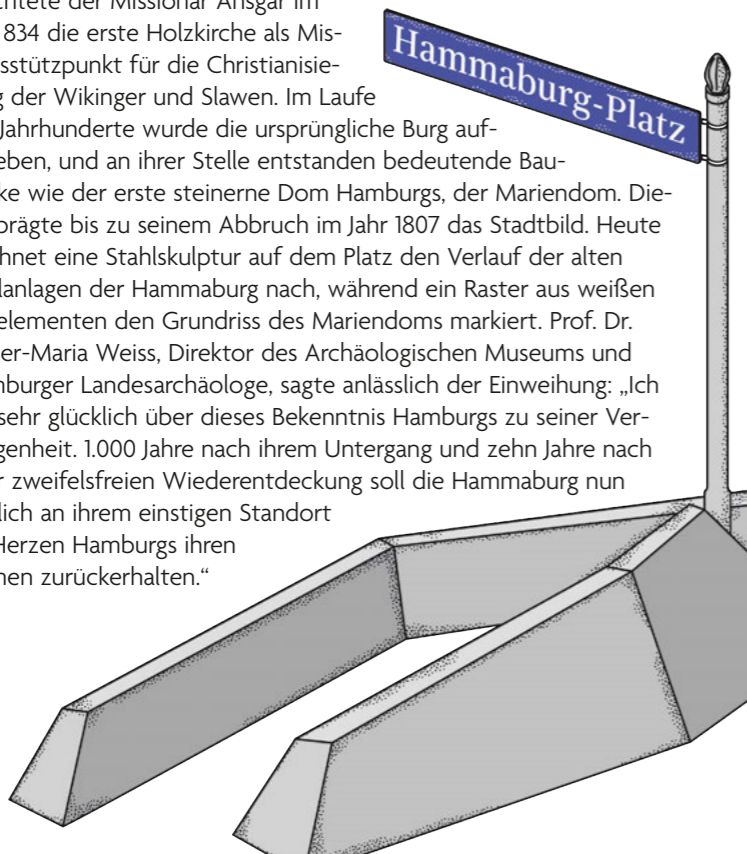 chtete der Missionar Ansgar im
834 die erste Holzkirche als Mis-
sstützpunkt für die Christianisie-
g der Wikinger und Slawen. Im Laufe
Jahrhunderte wurde die ursprüngliche Burg auf-
eben, und an ihrer Stelle entstanden bedeutende Bau-
ke wie der erste steinerne Dom Hamburgs, der Mariendom. Die-
prägte bis zu seinem Abbruch im Jahr 1807 das Stadtbild. Heute
hnet eine Stahlskulptur auf dem Platz den Verlauf der alten
lanlagen der Hammaburg nach, während ein Raster aus weißen
elementen den Grundriss des Mariendoms markiert. Prof. Dr.
er-Maria Weiss, Direktor des Archäologischen Museums und
nburger Landesarchäologe, sagte anlässlich der Einweihung: „Ich
sehr glücklich über dieses Bekenntnis Hamburgs zu seiner Ver-
genheit. 1.000 Jahre nach ihrem Untergang und zehn Jahre nach
r zweifelsfreien Wiederentdeckung soll die Hammaburg nun
lich an ihrem einstigen Standort
Herzen Hamburgs ihren
nen zurückerhalten.“
Hammaburg-Platz